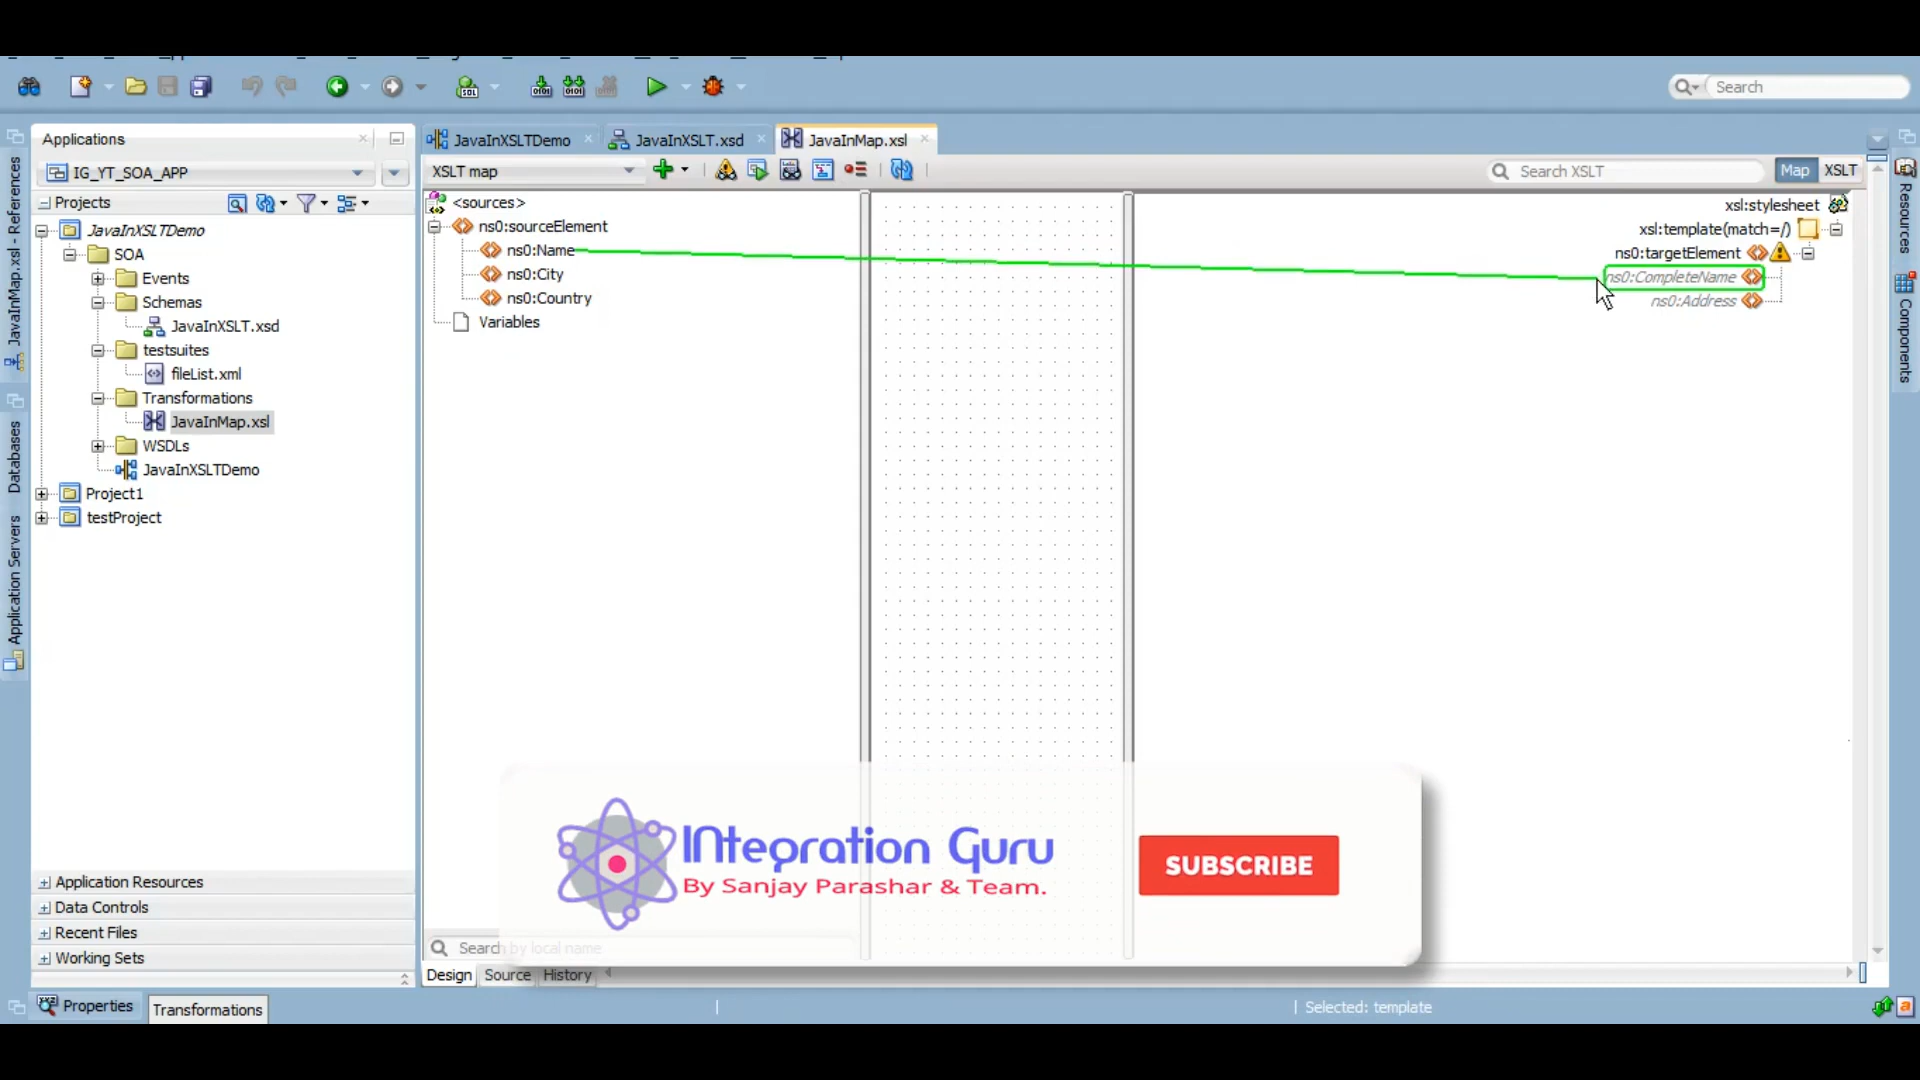 Search
Applications
JavaInXSLTDemo
JavaInXSLT.xsd
JavaInMap.xsl
IG_YT_SOA_APP
XSLT map
Search XSLT
Map
XSLT
Projects
<sources>
xsl:stylesheet
JavaInXSLTDemo
ns0:sourceElement
xsl:template(match=/)
SOA
ns0:Name
ns0:targetElement
Events
ns0:City
ns0:CompleteName
Schemas
ns0:Country
ns0:Address
JavaInXSLT.xsd
Variables
testsuites
fileList.xml
Transformations
JavaInMap.xsl
WSDLs
JavaInXSLTDemo
Project1
testProject
JavaInMap.xsl - References
Databases
Application Servers
Resources
Components
INtegration Guru
By Sanjay Parashar & Team.
SUBSCRIBE
Application Resources
Data Controls
Recent Files
Working Sets
Search by local name
Design
Source
History
Properties
Transformations
Selected: template